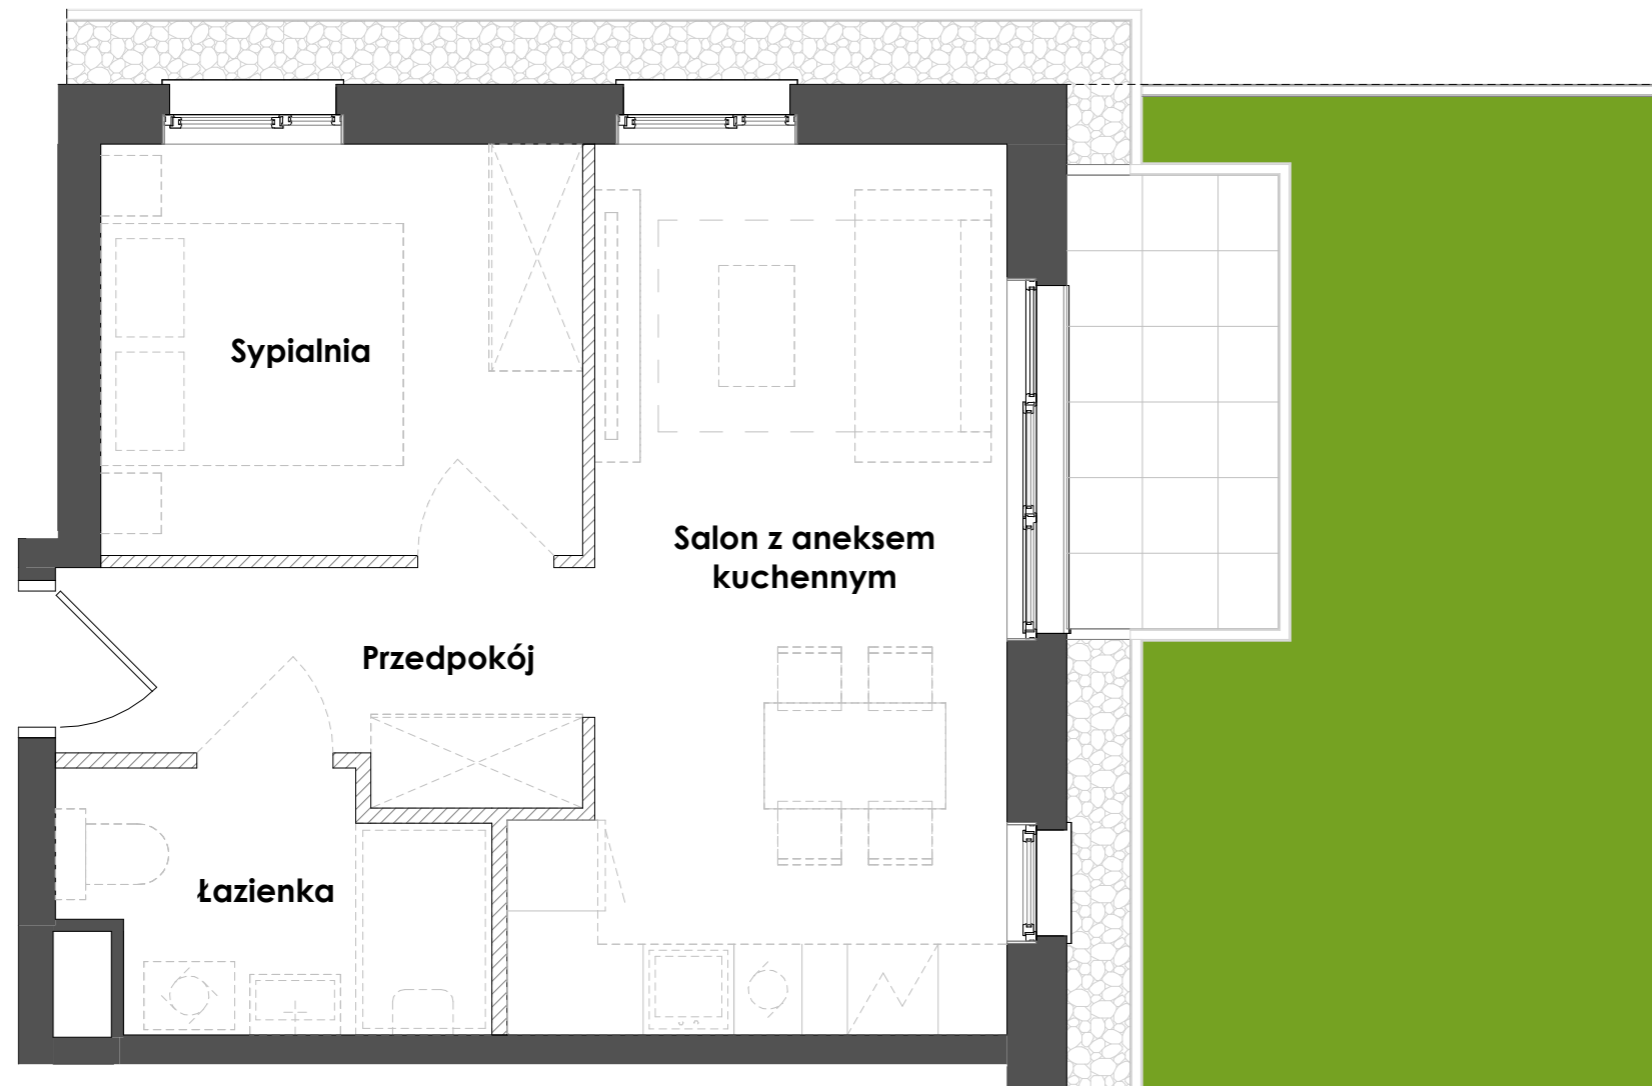 Sypialnia
Salon z aneksem
kuchennym
Przedpokój
Łazienka